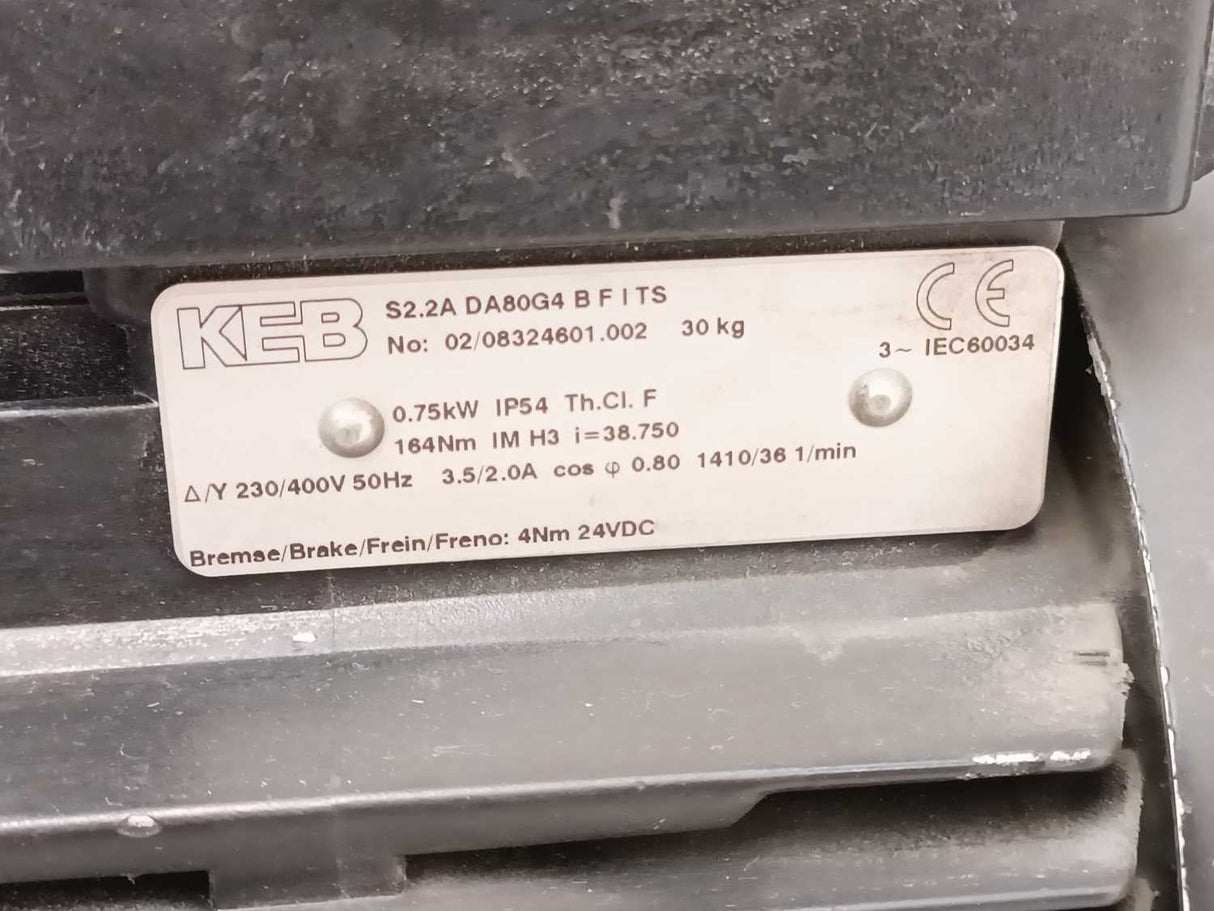 KEB S2.2A DA80G4 B F I TS CE
No: 02/08324601.002 30 kg
3~ IEC60034
0.75kW IP54 Th.Cl. F
164Nm IM H3 i=38.750
Δ/Y 230/400V 50Hz 3.5/2.0A cos φ 0.80 1410/36 1/min
Bremse/Brake/Frein/Freno: 4Nm 24VDC